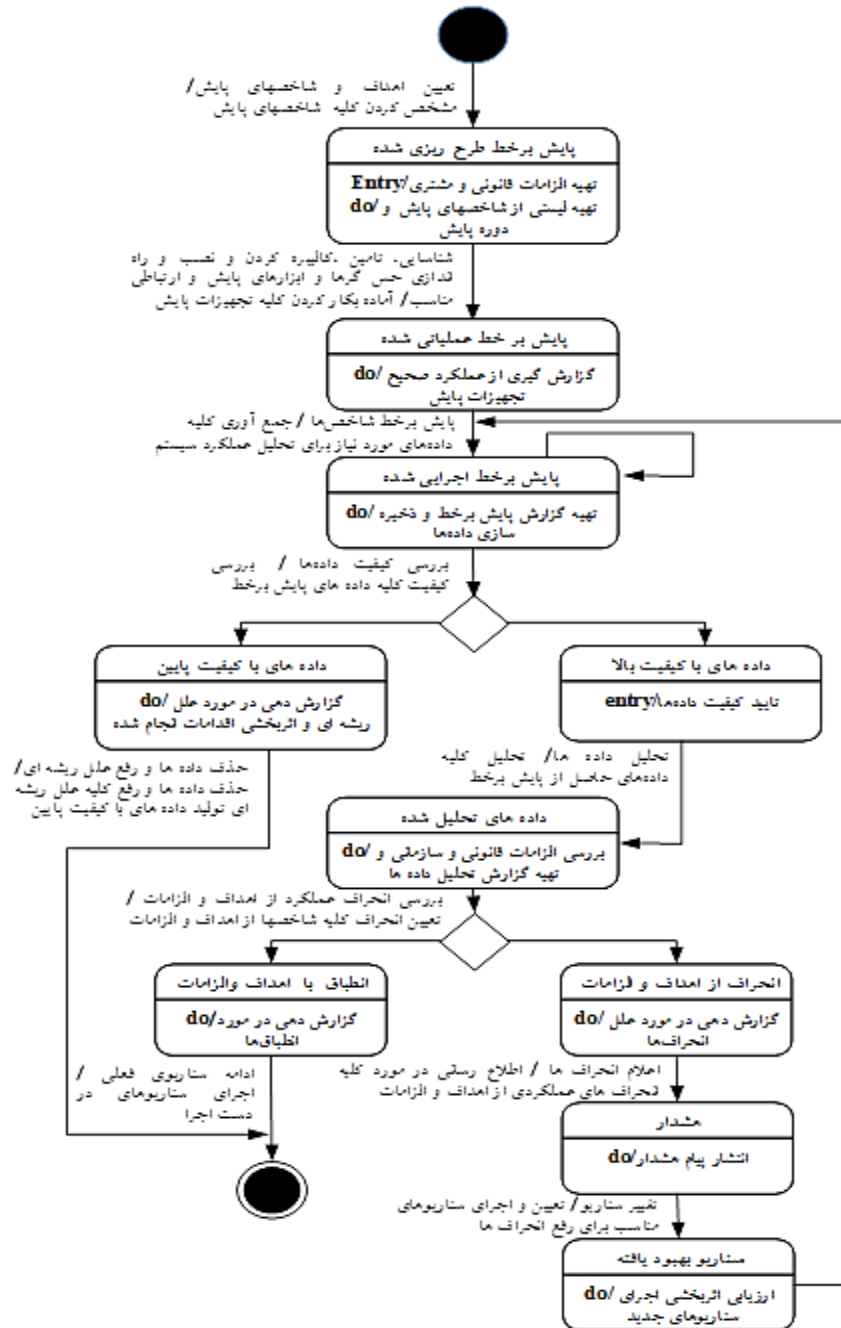 تعیین اهداف و شاخصهای پایش/
مشخص کردن کلیه شاخصهای پایش
پایش برخط طرح ریزی شده
تهیه الزامات قانونی و مشتری/Entry
تهیه لیستی از شاخصهای پایش و /do
دوره پایش
شناسایی، تامین ،کالیبره کردن و نصب و راه
اندازی حس گرها و ابزارهای پایش و ارتباطی
مناسب/ آماده بکار کردن کلیه تجهیزات پایش
پایش بر خط عملیاتی شده
گزارش گیری از عملکرد صحیح /do
تجهیزات پایش
پایش برخط شاخص‌ها / جمع آوری کلیه
داده‌های مورد نیاز برای تحلیل عملکرد سیستم
پایش برخط اجرایی شده
تهیه گزارش پایش برخط و ذخیره /do
سازی داده‌ها
بررسی کیفیت داده‌ها / بررسی
کیفیت کلیه داده های پایش برخط
داده های با کیفیت بالا
تایید کیفیت داده‌ها\/entry
داده های با کیفیت پایین
گزارش دهی در مورد علل /do
ریشه ای و اثربخشی اقدامات انجام شده
تحلیل داده ها/ تحلیل کلیه
داده‌های حاصل از پایش برخط
حذف داده ها و رفع علل ریشه ای/
حذف داده ها و رفع کلیه علل ریشه
ای تولید داده های با کیفیت پایین
داده های تحلیل شده
بررسی الزامات قانونی و سازمانی و /do
تهیه گزارش تحلیل داده ها
بررسی انحراف عملکرد از اهداف و الزامات /
تعیین انحراف کلیه شاخصها از اهداف و الزامات
انحراف از اهداف و الزامات
گزارش دهی در مورد علل /do
انحراف‌ها
انطباق با اهداف والزامات
گزارش دهی در مورد/do
انطباق‌ها
اعلام انحراف ها / اطلاع رسانی در مورد کلیه
انحراف های عملکردی از اهداف و الزامات
ادامه سناریوی فعلی /
اجرای سناریوهای در
دست اجرا
هشدار
انتشار پیام هشدار/do
تغییر سناریو/ تعیین و اجرای سناریوهای
مناسب برای رفع انحراف ها
سناریو بهبود یافته
ارزیابی اثربخشی اجرای /do
سناریوهای جدید